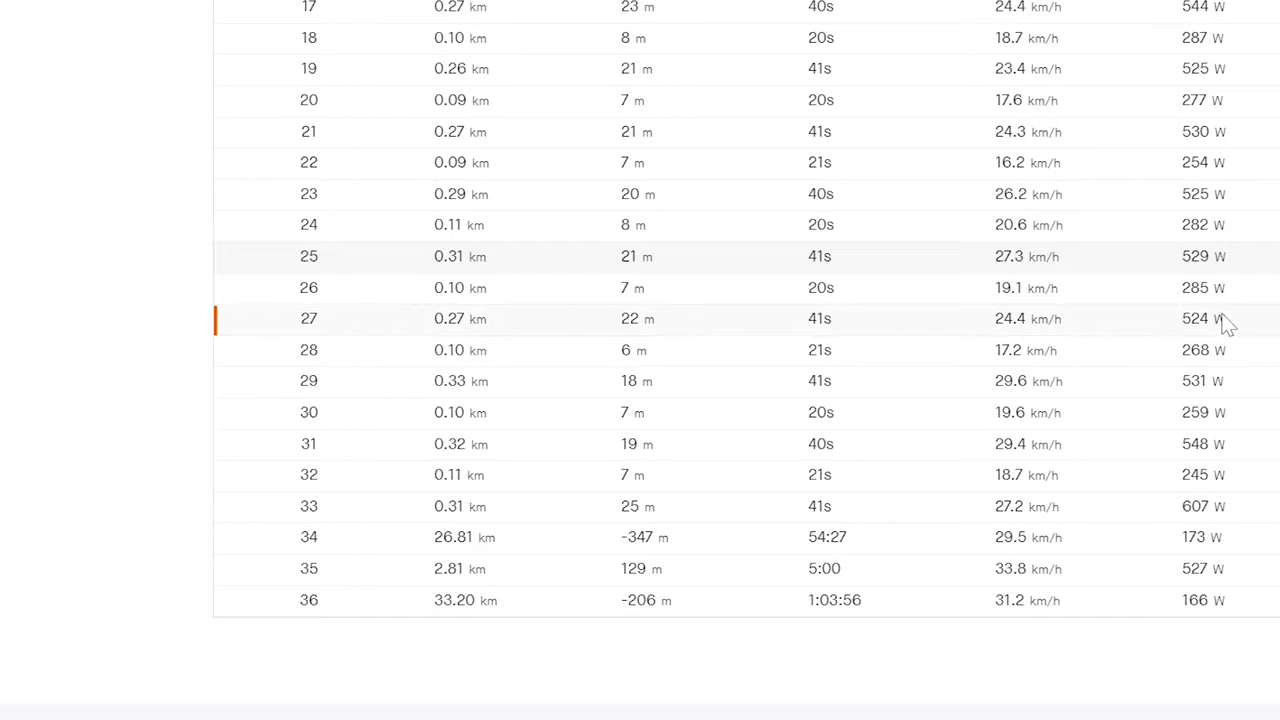 17 0.27 km 23 m 40s 24.4 km/h 544 W
18 0.10 km 8 m 20s 18.7 km/h 287 W
19 0.26 km 21 m 41s 23.4 km/h 525 W
20 0.09 km 7 m 20s 17.6 km/h 277 W
21 0.27 km 21 m 41s 24.3 km/h 530 W
22 0.09 km 7 m 21s 16.2 km/h 254 W
23 0.29 km 20 m 40s 26.2 km/h 525 W
24 0.11 km 8 m 20s 20.6 km/h 282 W
25 0.31 km 21 m 41s 27.3 km/h 529 W
26 0.10 km 7 m 20s 19.1 km/h 285 W
27 0.27 km 22 m 41s 24.4 km/h 524 W
28 0.10 km 6 m 21s 17.2 km/h 268 W
29 0.33 km 18 m 41s 29.6 km/h 531 W
30 0.10 km 7 m 20s 19.6 km/h 259 W
31 0.32 km 19 m 40s 29.4 km/h 548 W
32 0.11 km 7 m 21s 18.7 km/h 245 W
33 0.31 km 25 m 41s 27.2 km/h 607 W
34 26.81 km -347 m 54:27 29.5 km/h 173 W
35 2.81 km 129 m 5:00 33.8 km/h 527 W
36 33.20 km -206 m 1:03:56 31.2 km/h 166 W